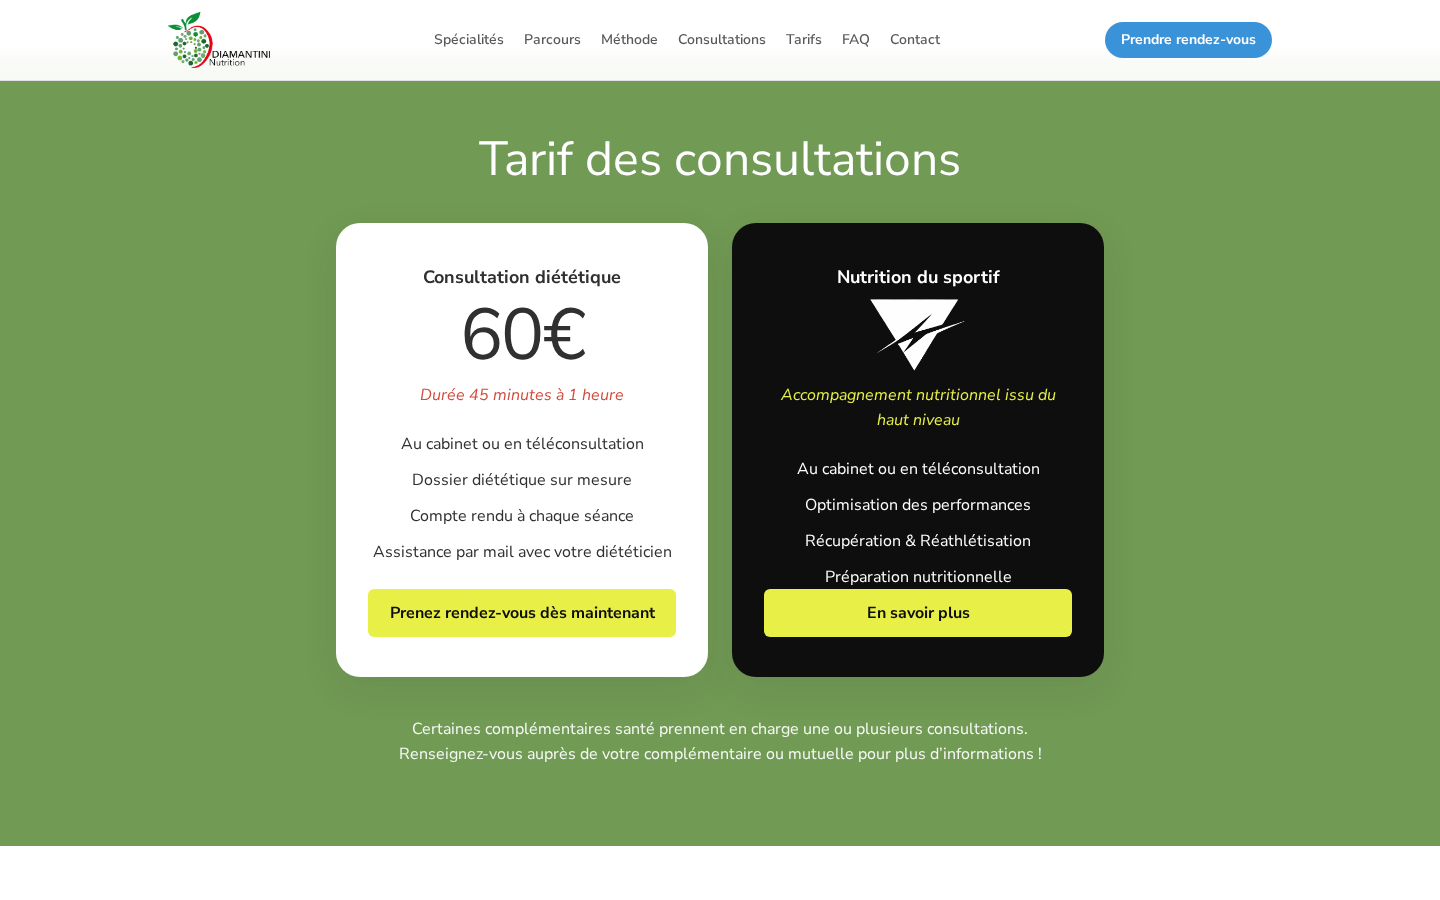 DIAMANTINI
Nutrition
Spécialités
Parcours
Méthode
Consultations
Tarifs
FAQ
Contact
Prendre rendez-vous
Tarif des consultations
Consultation diététique
60€
Durée 45 minutes à 1 heure
Au cabinet ou en téléconsultation
Dossier diététique sur mesure
Compte rendu à chaque séance
Assistance par mail avec votre diététicien
Prenez rendez-vous dès maintenant
Nutrition du sportif
Accompagnement nutritionnel issu du
haut niveau
Au cabinet ou en téléconsultation
Optimisation des performances
Récupération & Réathlétisation
Préparation nutritionnelle
En savoir plus
Certaines complémentaires santé prennent en charge une ou plusieurs consultations.
Renseignez-vous auprès de votre complémentaire ou mutuelle pour plus d'informations !